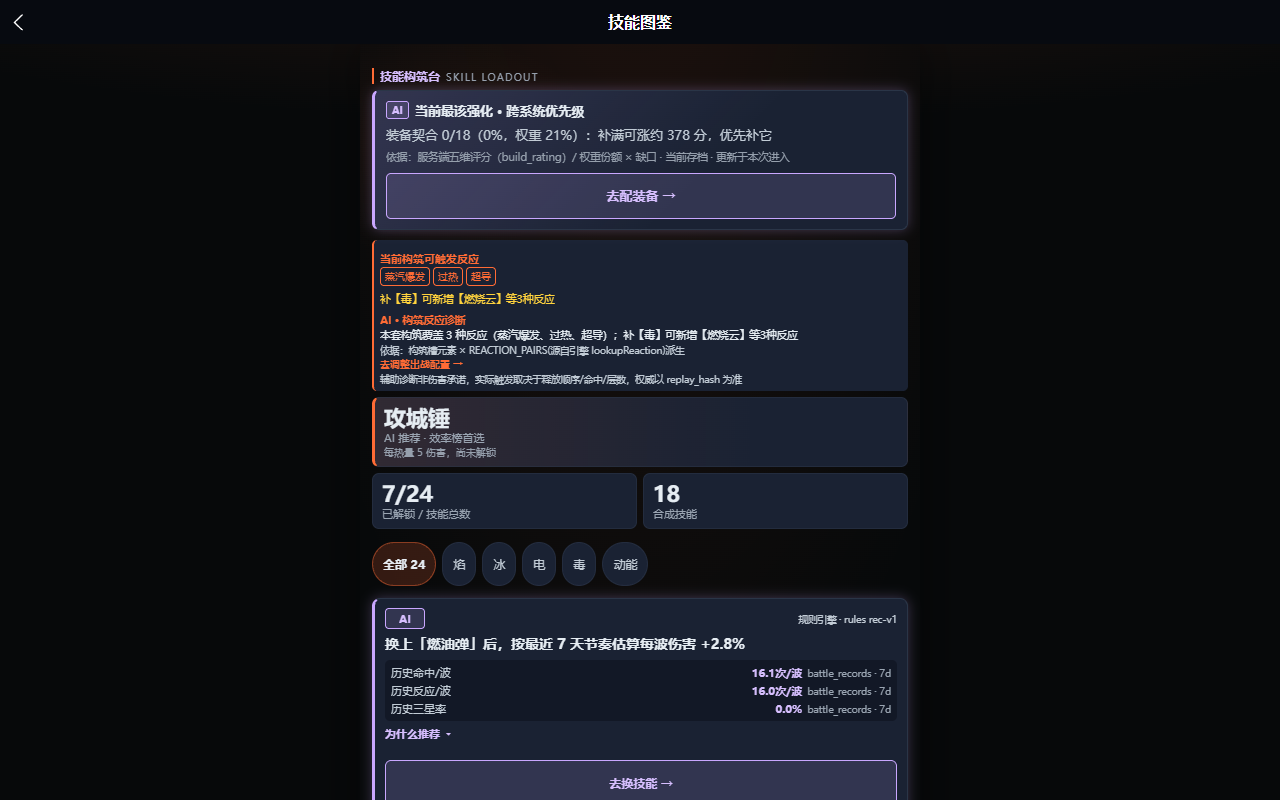 技能图鉴
技能构筑台 SKILL LOADOUT
AI 当前最该强化 • 跨系统优先级
装备契合 0/18（0%，权重 21%）：补满可涨约 378 分，优先补它
依据：服务端五维评分（build_rating）/ 权重份额 × 缺口 · 当前存档 · 更新于本次进入
去配装备 →
当前构筑可触发反应
蒸汽爆发 过热 超导
补【毒】可新增【燃烧云】等3种反应
AI • 构筑反应诊断
本套构筑覆盖 3 种反应（蒸汽爆发、过热、超导）；补【毒】可新增【燃烧云】等3种反应
依据：构筑槽元素 × REACTION_PAIRS(源自引擎 lookupReaction)派生
去调整出战配置 →
辅助诊断非伤害承诺，实际触发取决于释放顺序/命中/层数，权威以 replay_hash 为准
攻城锤
AI 推荐 · 效率榜首选
每热量 5 伤害，尚未解锁
7/24
已解锁 / 技能总数
18
合成技能
全部 24 焰 冰 电 毒 动能
AI 规则引擎 · rules rec-v1
换上「燃油弹」后，按最近 7 天节奏估算每波伤害 +2.8%
历史命中/波 16.1次/波 battle_records · 7d
历史反应/波 16.0次/波 battle_records · 7d
历史三星率 0.0% battle_records · 7d
为什么推荐
去换技能 →